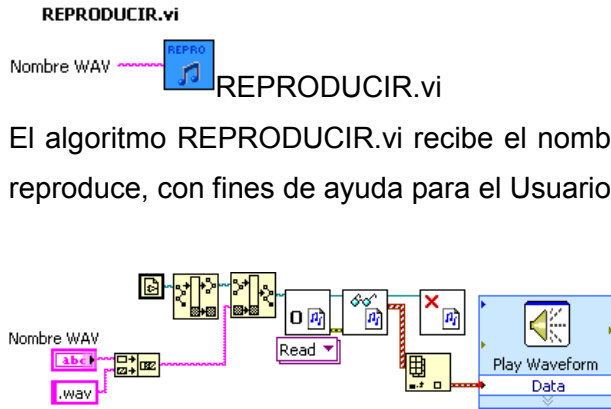 REPRODUCIR.vi
REPRO
Nombre WAV
REPRODUCIR.vi
El algoritmo REPRODUCIR.vi recibe el nomb
reproduce, con fines de ayuda para el Usuario
Nombre WAV
abc
.wav
Read
Play Waveform
Data